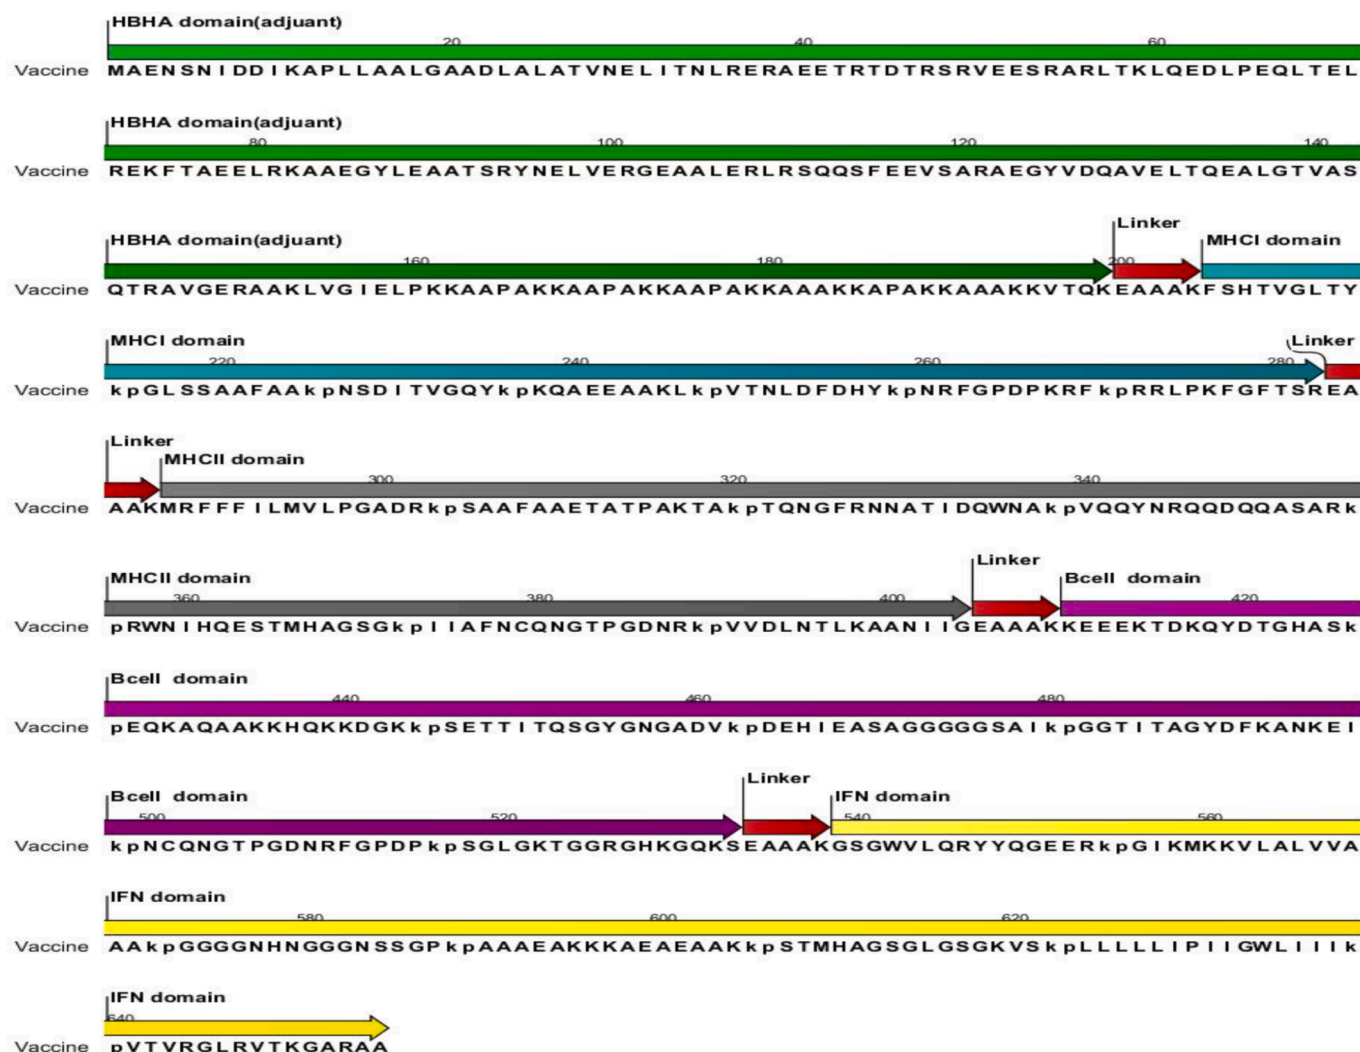 HBHA domain(adjuant)
20 40 60
Vaccine MAENSNIDDIKAPLLAALGAADLALATVNELITNLRERAEETRTDTRSRVEESRARLTKLQEDLPEQLTEL
HBHA domain(adjuant)
80 100 120 140
Vaccine REKFTAEELRKAAEGYLEAATSRYNELVERGEAALERLRSQQSFEEVSARAEGYVDQAVELTQEALGTVAS
Linker
HBHA domain(adjuant) MHCI domain
160 180 200
Vaccine QTRAVGERAAKLVGIELPKKAAPAKKAAPAKKAAPAKKAAAKKAPAKKAAAKKVTQKEAAAKFSHTVGLTY
MHCI domain Linker
220 240 260 280
Vaccine kpGLSSAAFAAkpNSDITVGQYkpKQAEEAAKLkpVTNLDFDHYkpNRFGPDPKRFkpRRLPKFGFTSREA
Linker
MHCII domain
300 320 340
Vaccine AAKMRFFFILMVLPGADRkpSAAFAAETATPAKTAkpTQNGFRNNATIDQWNAkpVQQYNRQQDQQASARk
Linker
MHCII domain Bcell domain
360 380 400 420
Vaccine pRWNIHQESTMHAGSGkpIIAFNCQNGTPGDNRkpVVDLNTLKAANIIGEAAAKKEEEKTDKQYDTGHASk
Bcell domain
440 460 480
Vaccine pEQKAQAAKKHQKKDGKkpSETTITQSGYGNGADVkpDEHIEASAGGGGGSAIkpGGTITAGYDFKANKEI
Linker
Bcell domain IFN domain
500 520 540 560
Vaccine kpNCQNGTPGDNRFGPDPkpSGLGKTGGRGHKGQKSEAAAKGSGWVLQRYYQGEERkpGIKMKKVLALVVA
IFN domain
580 600 620
Vaccine AAkpGGGGNHNGGGNSSGPkpAAAEAKKKAEAEAAKkpSTMHAGSGLGSGKVSkpLLLLLIPIIGWLIIIk
IFN domain
640
Vaccine pVTVRGLRVTKGARAA